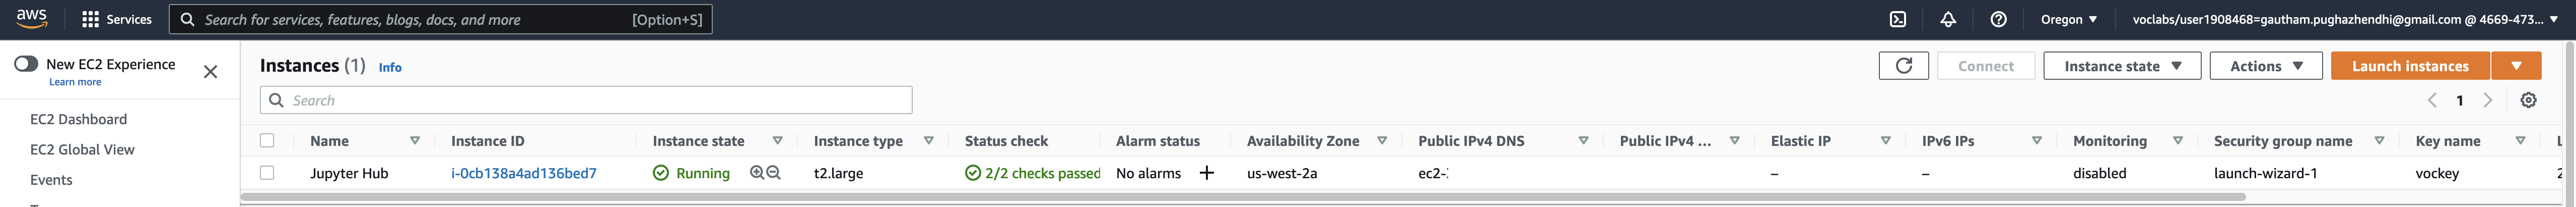 aws Services Search for services, features, blogs, docs, and more [Option+S] Oregon voclabs/user1908468=gautham.pughazhendhi@gmail.com @ 4669-473...
New EC2 Experience
Learn more
EC2 Dashboard
EC2 Global View
Events
Instances (1) Info Connect Instance state Actions Launch instances
Search 1
Name Instance ID Instance state Instance type Status check Alarm status Availability Zone Public IPv4 DNS Public IPv4 ... Elastic IP IPv6 IPs Monitoring Security group name Key name
Jupyter Hub i-0cb138a4ad136bed7 Running t2.large 2/2 checks passed No alarms + us-west-2a ec2- – – disabled launch-wizard-1 vockey